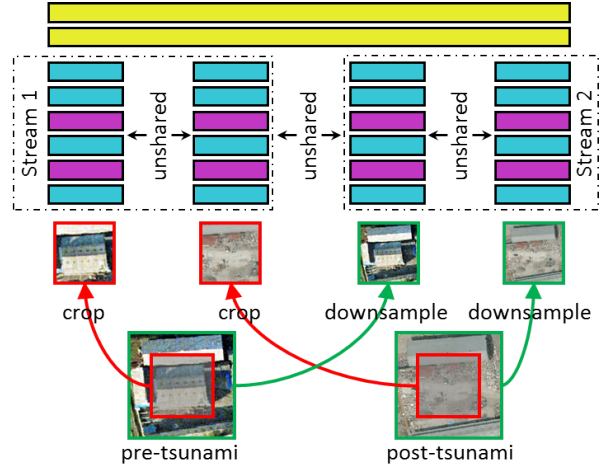 Stream 1
unshared
unshared
unshared
Stream 2
crop
crop
downsample
downsample
pre-tsunami
post-tsunami